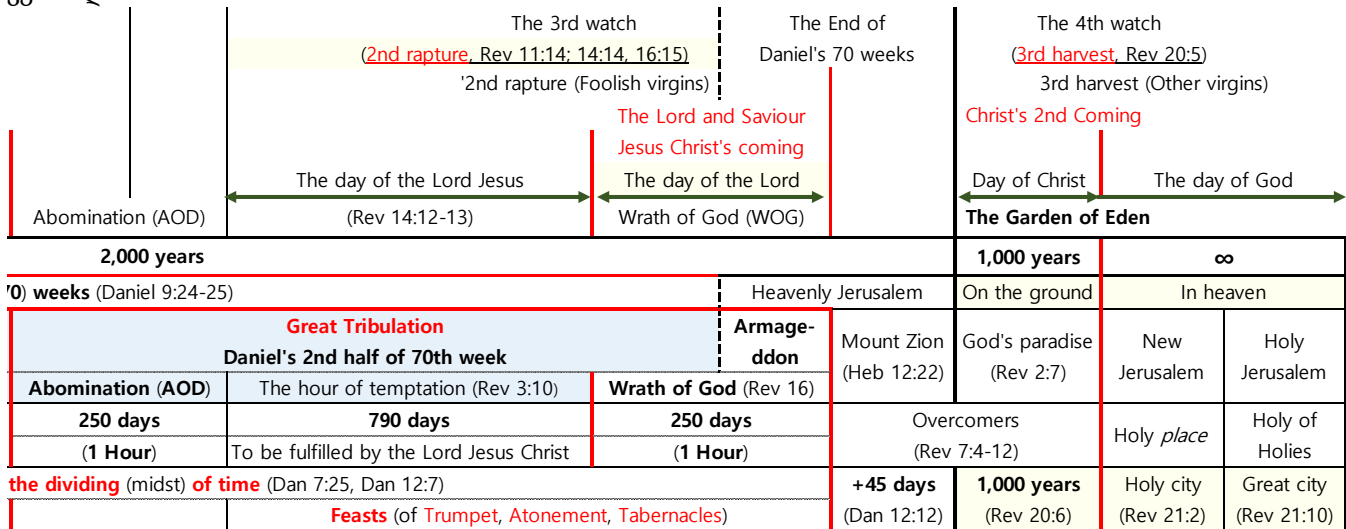 The 3rd watch
The End of
The 4th watch
(2nd rapture, Rev 11:14; 14:14, 16:15)
Daniel's 70 weeks
(3rd harvest, Rev 20:5)
'2nd rapture (Foolish virgins)
3rd harvest (Other virgins)
The Lord and Saviour
Christ's 2nd Coming
Jesus Christ's coming
The day of the Lord Jesus
The day of the Lord
Day of Christ
The day of God
Abomination (AOD)
(Rev 14:12-13)
Wrath of God (WOG)
The Garden of Eden
2,000 years
1,000 years
∞
70) weeks (Daniel 9:24-25)
Heavenly Jerusalem
On the ground
In heaven
Great Tribulation
Daniel's 2nd half of 70th week
Armage-
ddon
Mount Zion
(Heb 12:22)
God's paradise
(Rev 2:7)
New
Jerusalem
Holy
Jerusalem
Abomination (AOD)
The hour of temptation (Rev 3:10)
Wrath of God (Rev 16)
250 days
790 days
250 days
Overcomers
(Rev 7:4-12)
Holy place
Holy of
Holies
(1 Hour)
To be fulfilled by the Lord Jesus Christ
(1 Hour)
the dividing (midst) of time (Dan 7:25, Dan 12:7)
+45 days
1,000 years
Holy city
Great city
Feasts (of Trumpet, Atonement, Tabernacles)
(Dan 12:12)
(Rev 20:6)
(Rev 21:2)
(Rev 21:10)